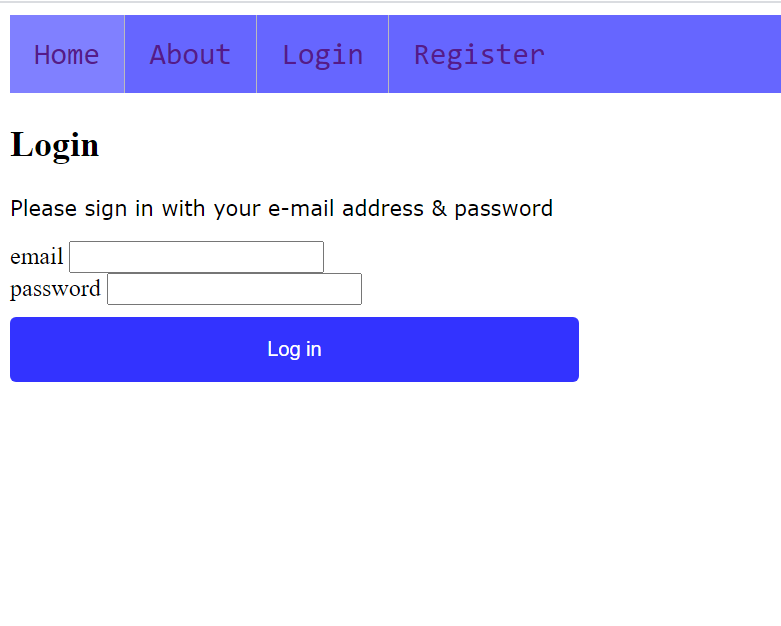 Home About Login Register
Login
Please sign in with your e-mail address & password
email
password
Log in